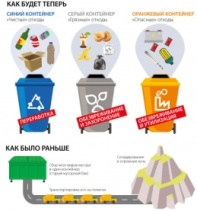 КАК БУДЕТ ТЕПЕРЬ
СИНИЙ КОНТЕЙНЕР
«Чистые» отходы
СЕРЫЙ КОНТЕЙНЕР
«Грязные» отходы
ОРАНЖЕВЫЙ КОНТЕЙНЕР
«Опасные» отходы
ПЕРЕРАБОТКА
ОБЕЗВРЕЖИВАНИЕ
И ЗАХОРОНЕНИЕ
ОБЕЗВРЕЖИВАНИЕ
И УТИЛИЗАЦИЯ
КАК БЫЛО РАНЬШЕ